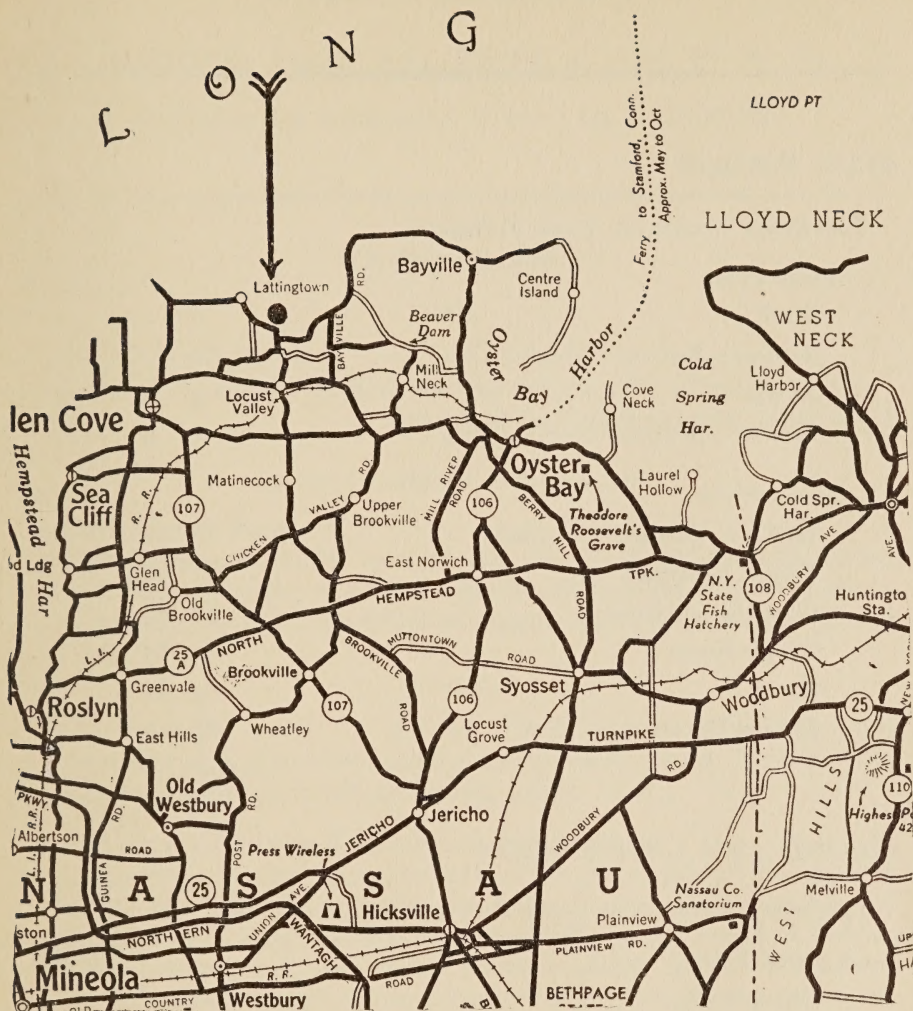 L O N G
Ferry to Stamford, Conn.
Approx. May to Oct
LLOYD PT
LLOYD NECK
Lattingtown
RD.
BAYVILLE
Bayville
Centre
Island
Beaver
Dam
Oyster
Bay
Harbor
WEST
NECK
Cold
Spring
Har.
Lloyd
Harbor
Mill
Neck
Locust
Valley
Cove
Neck
len Cove
Hempstead
Har
Sea
Cliff
R. R.
107
Matinecock
VALLEY
RD.
Upper
Brookville
MILL RIVER
ROAD
106
BERRY
HILL
ROAD
Oyster
Bay
Theodore
Roosevelt's
Grave
Laurel
Hollow
Cold Spr.
Har.
WOODBURY AVE
AVE.
d Ldg
Glen
Head
CHICKEN
Old
Brookville
East Norwich
HEMPSTEAD
TPK.
N.Y.
State
Fish
Hatchery
108
Huntingto
Sta.
L. I.
25
A
NORTH
Greenvale
Brookville
BROOKVILLE
ROAD
MUTTONTOWN
ROAD
Syosset
Woodbury
Roslyn
Wheatley
107
106
Locust
Grove
TURNPIKE
25
East Hills
Old
Westbury
RD.
Jericho
RD.
HILLS
110
Highest P
42
PKWY.
R.R.
Albertson
RD.
ROAD
GUINEA
POST
Press Wireless
JERICHO
WOODBURY
N A S S A U
25
UNION AVE
Hicksville
Nassau Co.
Sanatorium
Melville
ston
NORTHERN
WANTAGH
Plainview
PLAINVIEW RD.
WEST
Mineola
R. R.
ROAD
COUNTRY
Westbury
BETHPAGE